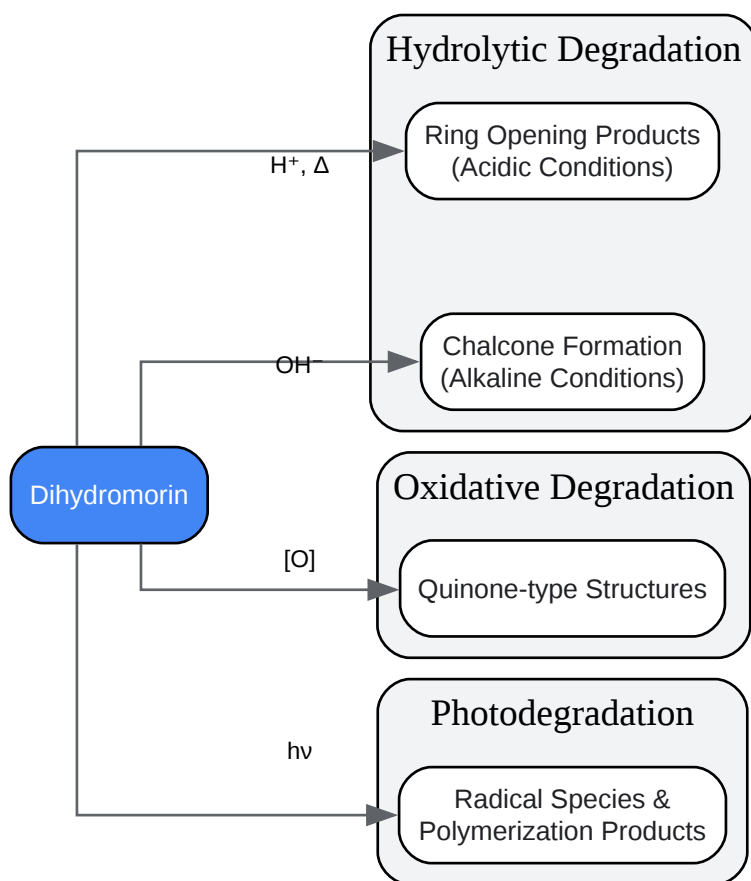 Hydrolytic Degradation
Ring Opening Products
(Acidic Conditions)
H⁺, Δ
Chalcone Formation
(Alkaline Conditions)
OH⁻
Dihydromorin
Oxidative Degradation
[O]
Quinone-type Structures
Photodegradation
hν
Radical Species &
Polymerization Products